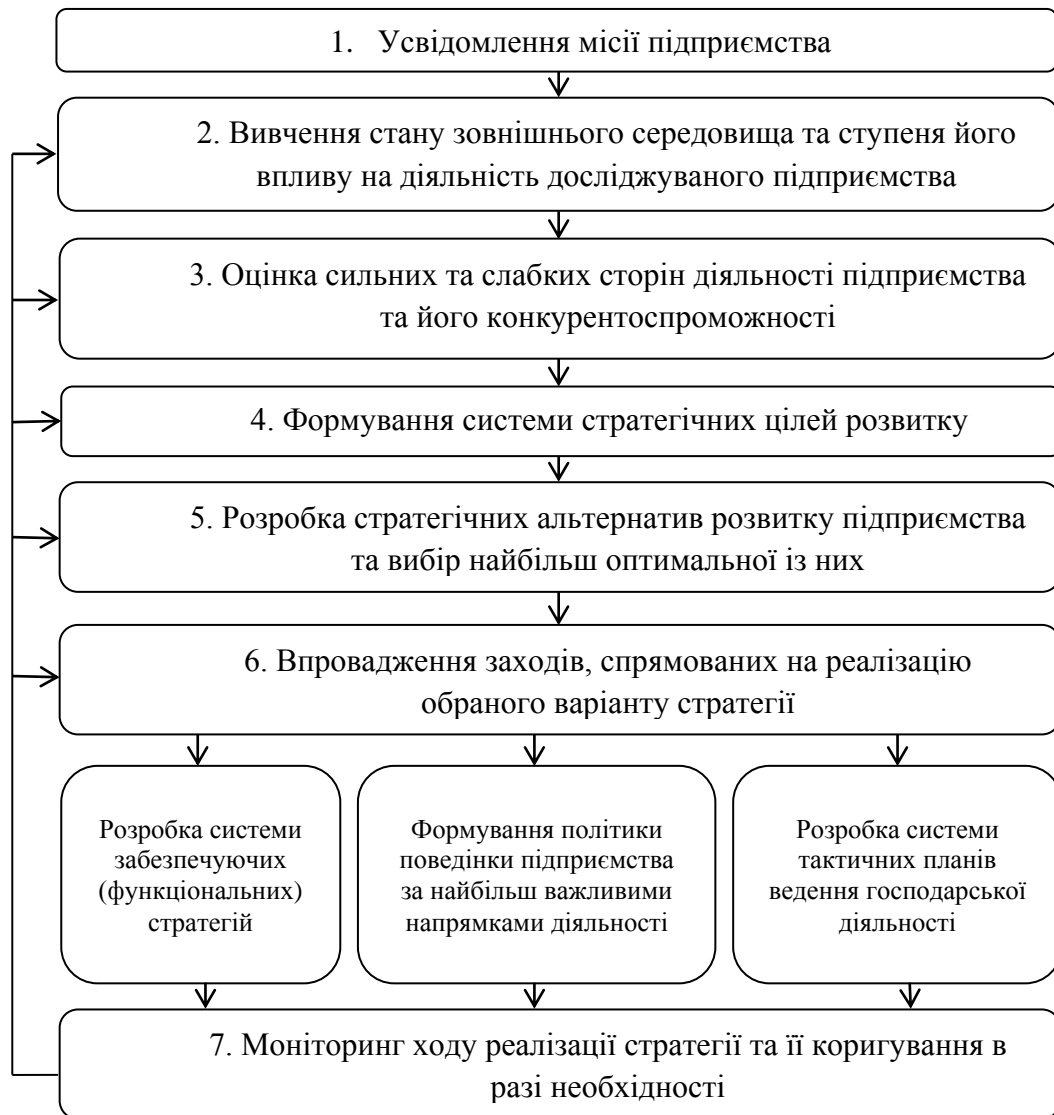 1. Усвідомлення місії підприємства
2. Вивчення стану зовнішнього середовища та ступеня його
впливу на діяльність досліджуваного підприємства
3. Оцінка сильних та слабких сторін діяльності підприємства
та його конкурентоспроможності
4. Формування системи стратегічних цілей розвитку
5. Розробка стратегічних альтернатив розвитку підприємства
та вибір найбільш оптимальної із них
6. Впровадження заходів, спрямованих на реалізацію
обраного варіанту стратегії
Розробка системи
забезпечуючих
(функціональних)
стратегій
Формування політики
поведінки підприємства
за найбільш важливими
напрямками діяльності
Розробка системи
тактичних планів
ведення господарської
діяльності
7. Моніторинг ходу реалізації стратегії та її коригування в
разі необхідності